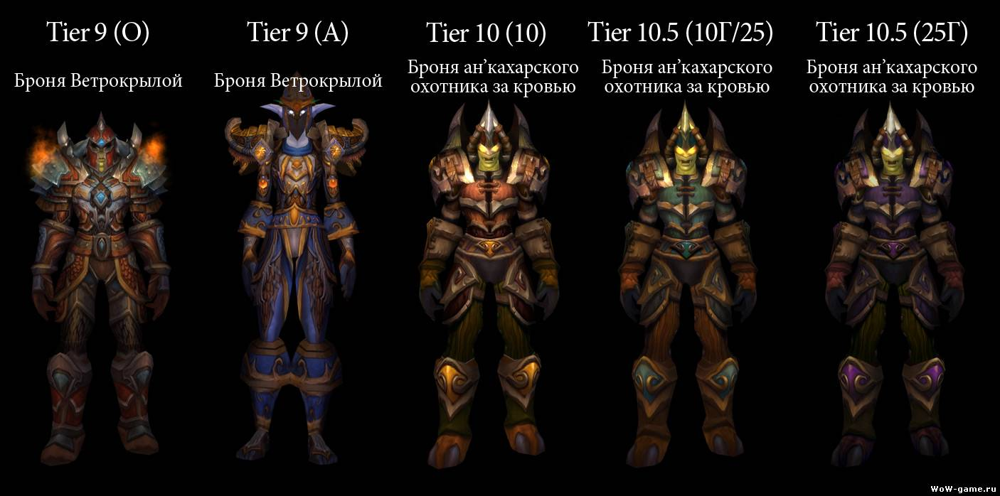 Tier 9 (О)
Броня Ветрокрылой
Tier 9 (А)
Броня Ветрокрылой
Tier 10 (10)
Броня ан’кахарского
охотника за кровью
Tier 10.5 (10Г/25)
Броня ан’кахарского
охотника за кровью
Tier 10.5 (25Г)
Броня ан’кахарского
охотника за кровью
WoW-game.ru